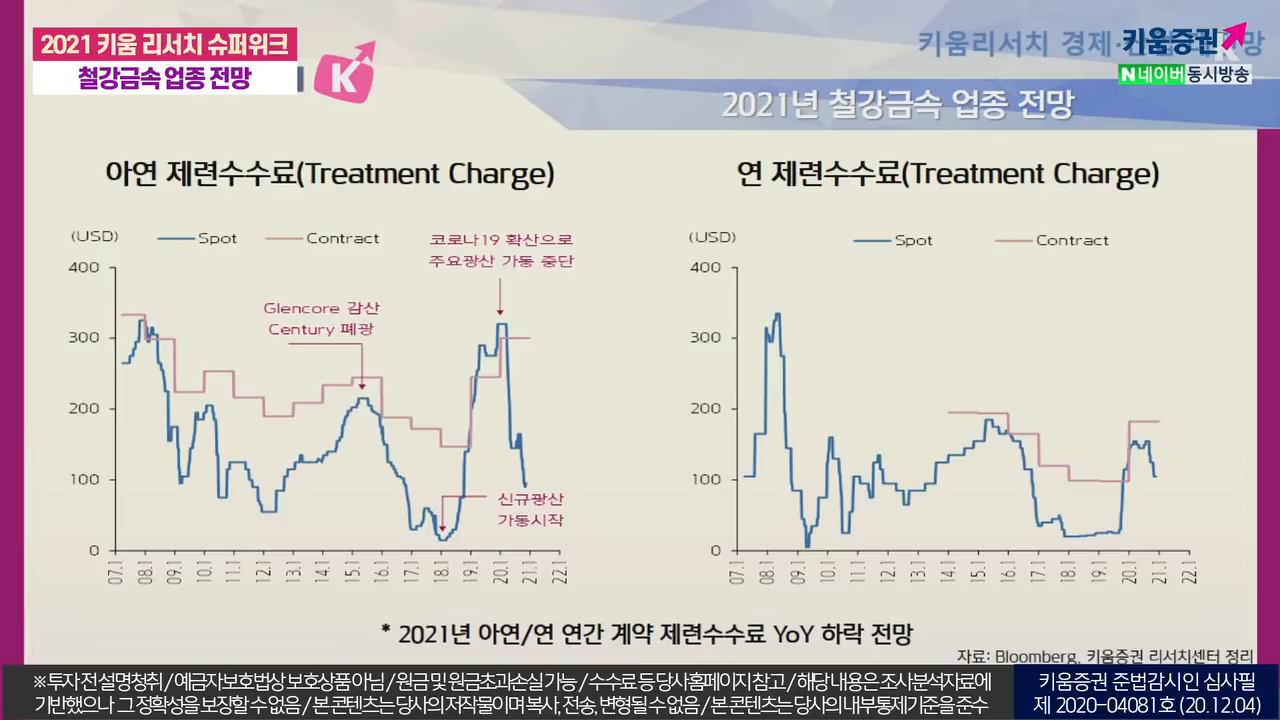 2021 키움 리서치 슈퍼위크
철강금속 업종 전망
K
키움리서치 경제·산업
키움증권
N 네이버 동시방송
2021년 철강금속 업종 전망
아연 제련수수료(Treatment Charge)
(USD)
Spot
Contract
코로나19 확산으로
주요광산 가동 중단
Glencore 감산
Century 폐광
신규광산
가동시작
400
300
200
100
0
07.1 08.1 09.1 10.1 11.1 12.1 13.1 14.1 15.1 16.1 17.1 18.1 19.1 20.1 21.1 22.1
연 제련수수료(Treatment Charge)
(USD)
Spot
Contract
400
300
200
100
0
07.1 08.1 09.1 10.1 11.1 12.1 13.1 14.1 15.1 16.1 17.1 18.1 19.1 20.1 21.1 22.1
* 2021년 아연/연 연간 계약 제련수수료 YoY 하락 전망
자료: Bloomberg, 키움증권 리서치센터 정리
※ 투자 전 설명청취 / 예금자보호법상 보호상품 아님 / 원금 및 원금초과손실 가능 / 수수료 등 당사홈페이지 참고 / 해당 내용은 조사분석자료에
기반했으나 그 정확성을 보장할 수 없음 / 본 콘텐츠는 당사의 저작물이며 복사, 전송, 변형될 수 없음 / 본 콘텐츠는 당사의 내부통제기준을 준수
키움증권 준법감시인 심사필
제 2020-04081호 (20.12.04)